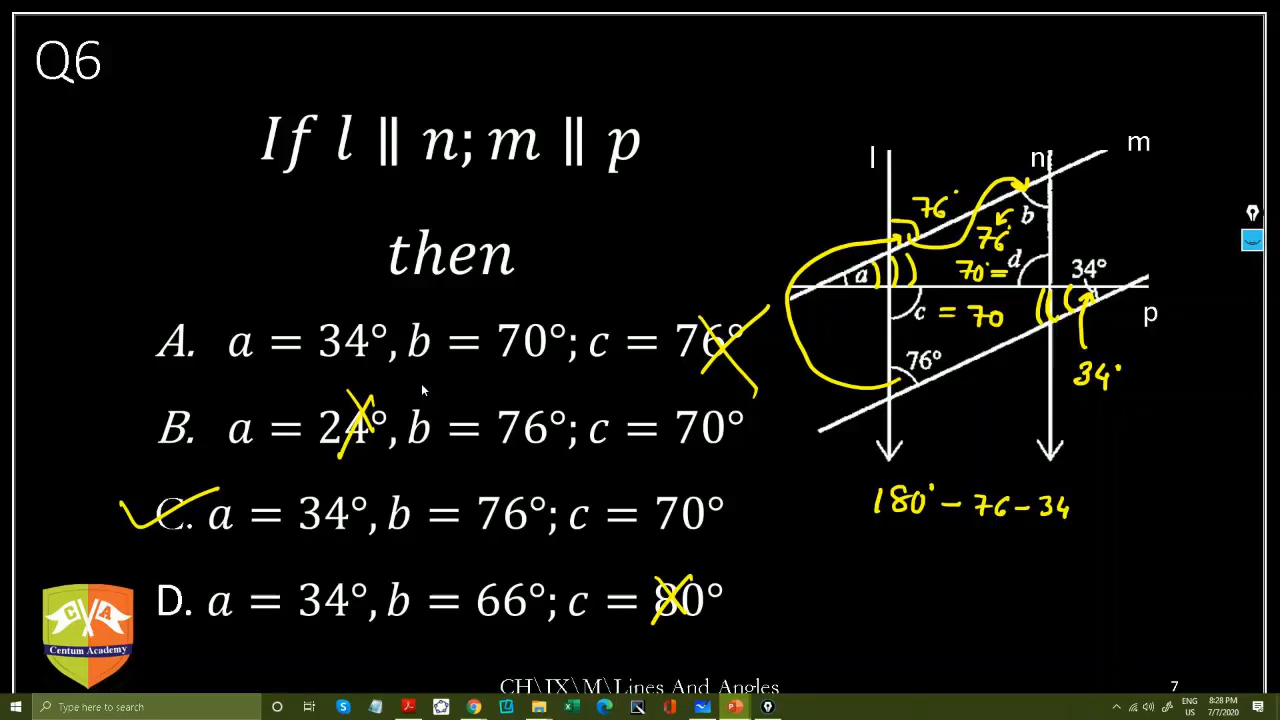 Q6
If l ∥ n; m ∥ p
then
A. a = 34°, b = 70°; c = 76°
B. a = 24°, b = 76°; c = 70°
C. a = 34°, b = 76°; c = 70°
D. a = 34°, b = 66°; c = 80°
l
n
m
76°
b
76°
a
70° =
d
34°
c
= 70
p
76°
34°
180° - 76 - 34
C A
Centum Academy
CH\IX\M\Lines And Angles
7
Type here to search
ENG
US
8:28 PM
7/7/2020